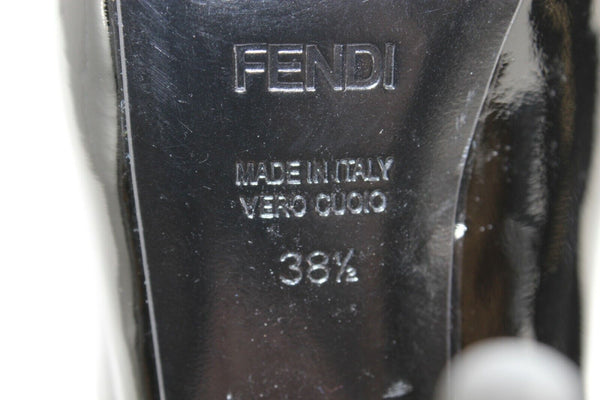 FENDI
MADE IN ITALY
VERO CUOIO
38½